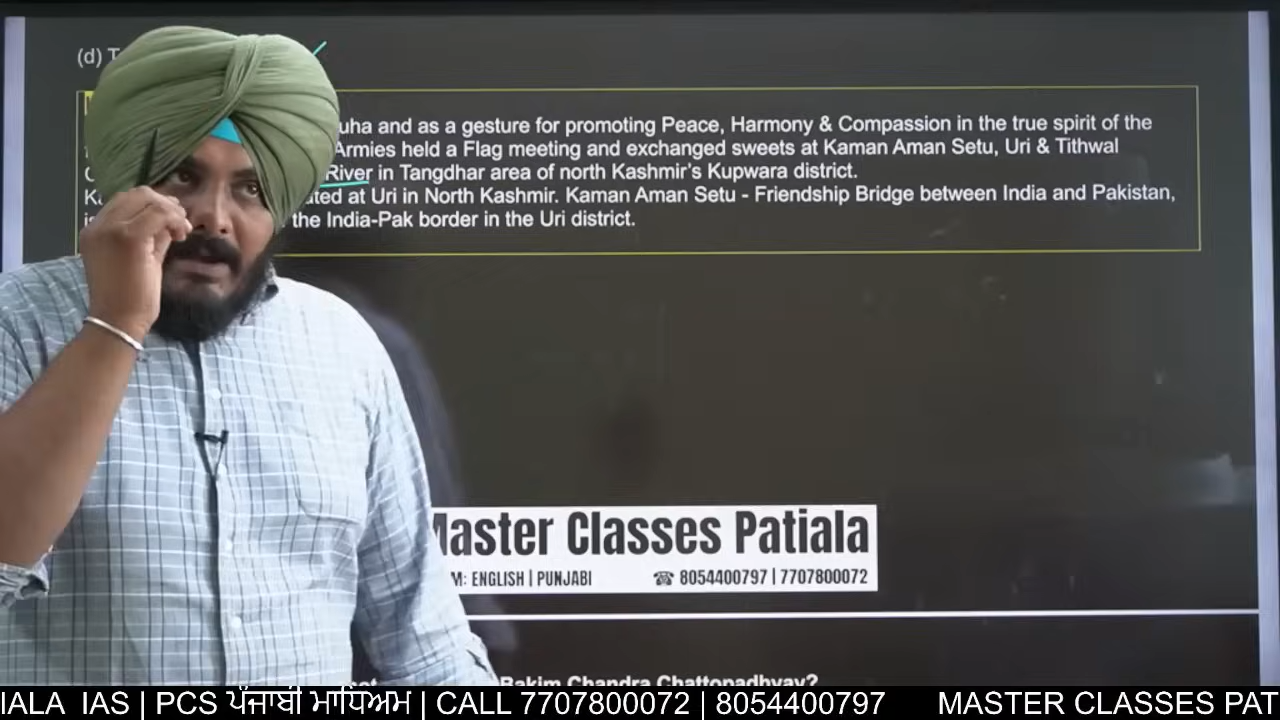 (d) T
uha and as a gesture for promoting Peace, Harmony & Compassion in the true spirit of the
Armies held a Flag meeting and exchanged sweets at Kaman Aman Setu, Uri & Tithwal
River in Tangdhar area of north Kashmir's Kupwara district.
Ka ated at Uri in North Kashmir. Kaman Aman Setu - Friendship Bridge between India and Pakistan,
the India-Pak border in the Uri district.
Master Classes Patiala
M: ENGLISH | PUNJABI ☎ 8054400797 | 7707800072
Bakim Chandra Chattopadhyay?
IALA IAS | PCS ਪੰਜਾਬੀ ਮਾਧਿਅਮ | CALL 7707800072 | 8054400797 MASTER CLASSES PAT